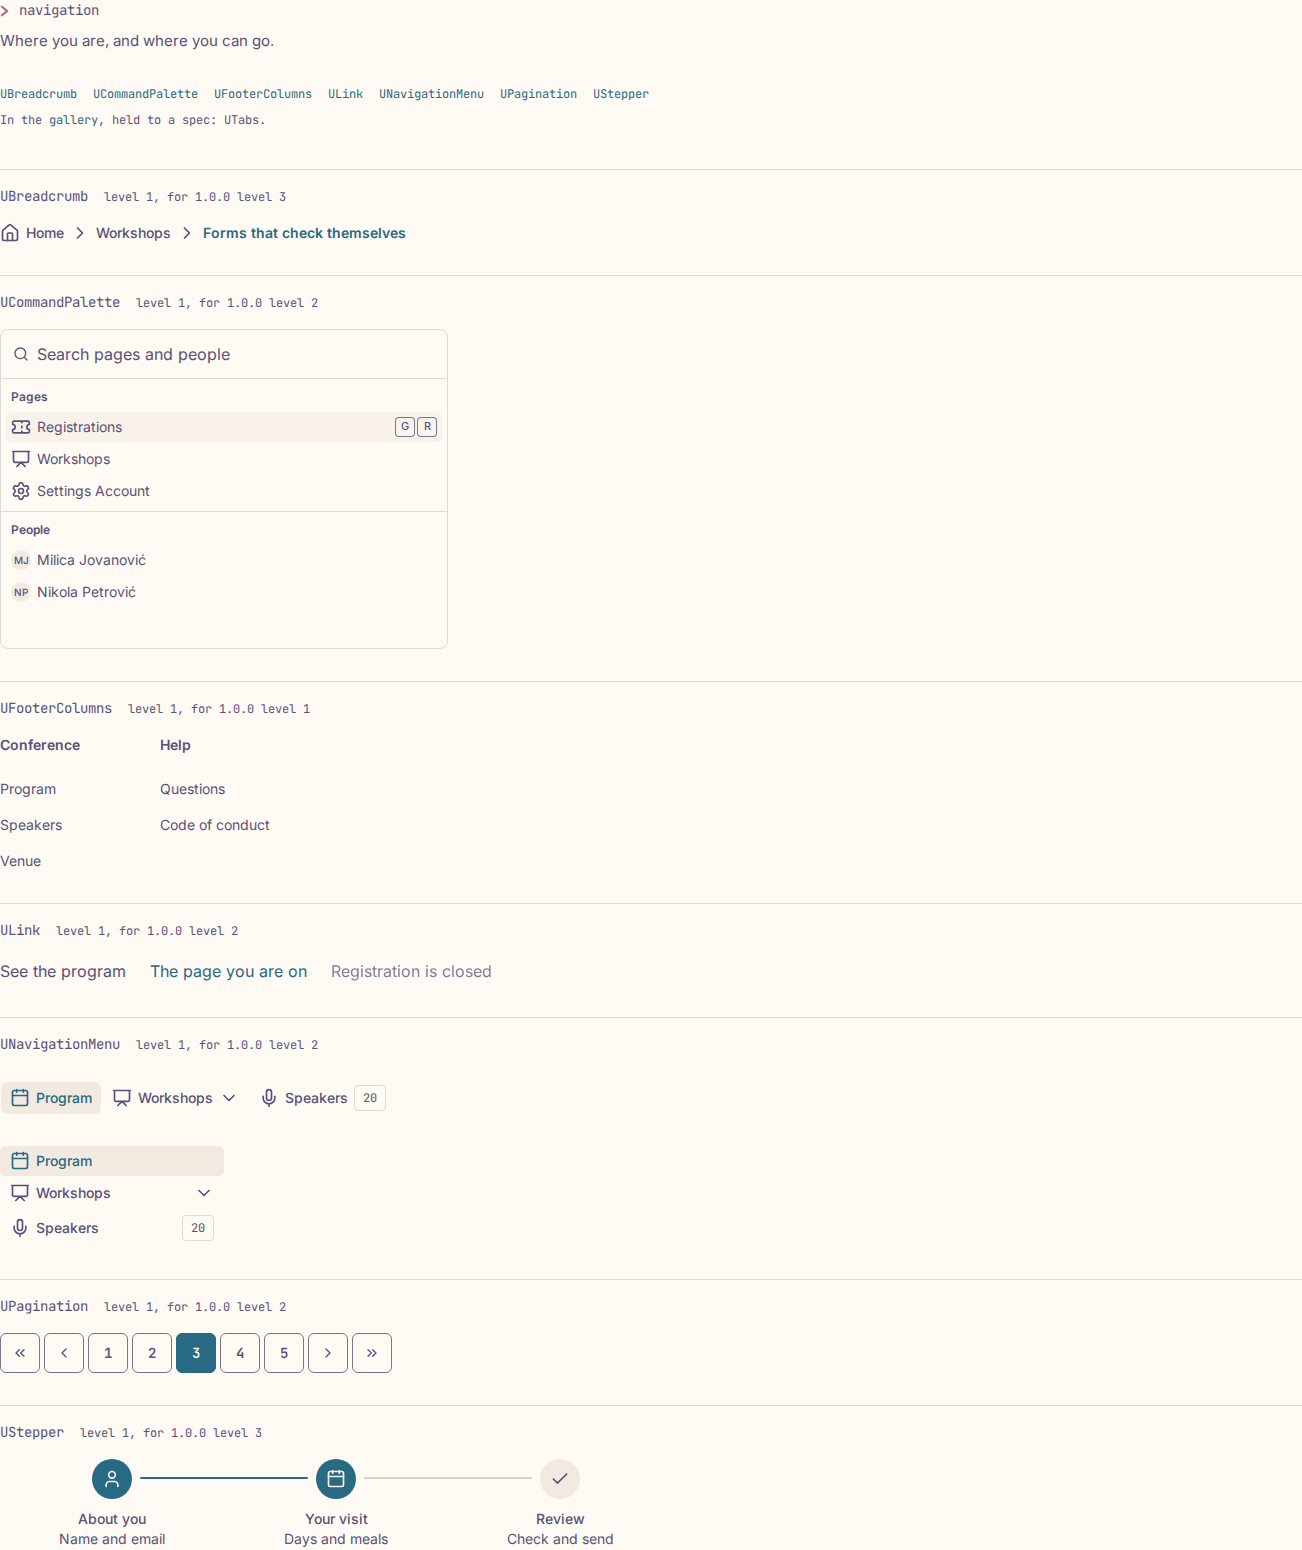 navigation
Where you are, and where you can go.
UBreadcrumb UCommandPalette UFooterColumns ULink UNavigationMenu UPagination UStepper
In the gallery, held to a spec: UTabs.
UBreadcrumb level 1, for 1.0.0 level 3
Home Workshops Forms that check themselves
UCommandPalette level 1, for 1.0.0 level 2
Search pages and people
Pages
Registrations G R
Workshops
Settings Account
People
MJ Milica Jovanović
NP Nikola Petrović
UFooterColumns level 1, for 1.0.0 level 1
Conference Help
Program Questions
Speakers Code of conduct
Venue
ULink level 1, for 1.0.0 level 2
See the program The page you are on Registration is closed
UNavigationMenu level 1, for 1.0.0 level 2
Program Workshops Speakers 20
Program
Workshops
Speakers 20
UPagination level 1, for 1.0.0 level 2
1 2 3 4 5
UStepper level 1, for 1.0.0 level 3
About you Your visit Review
Name and email Days and meals Check and send